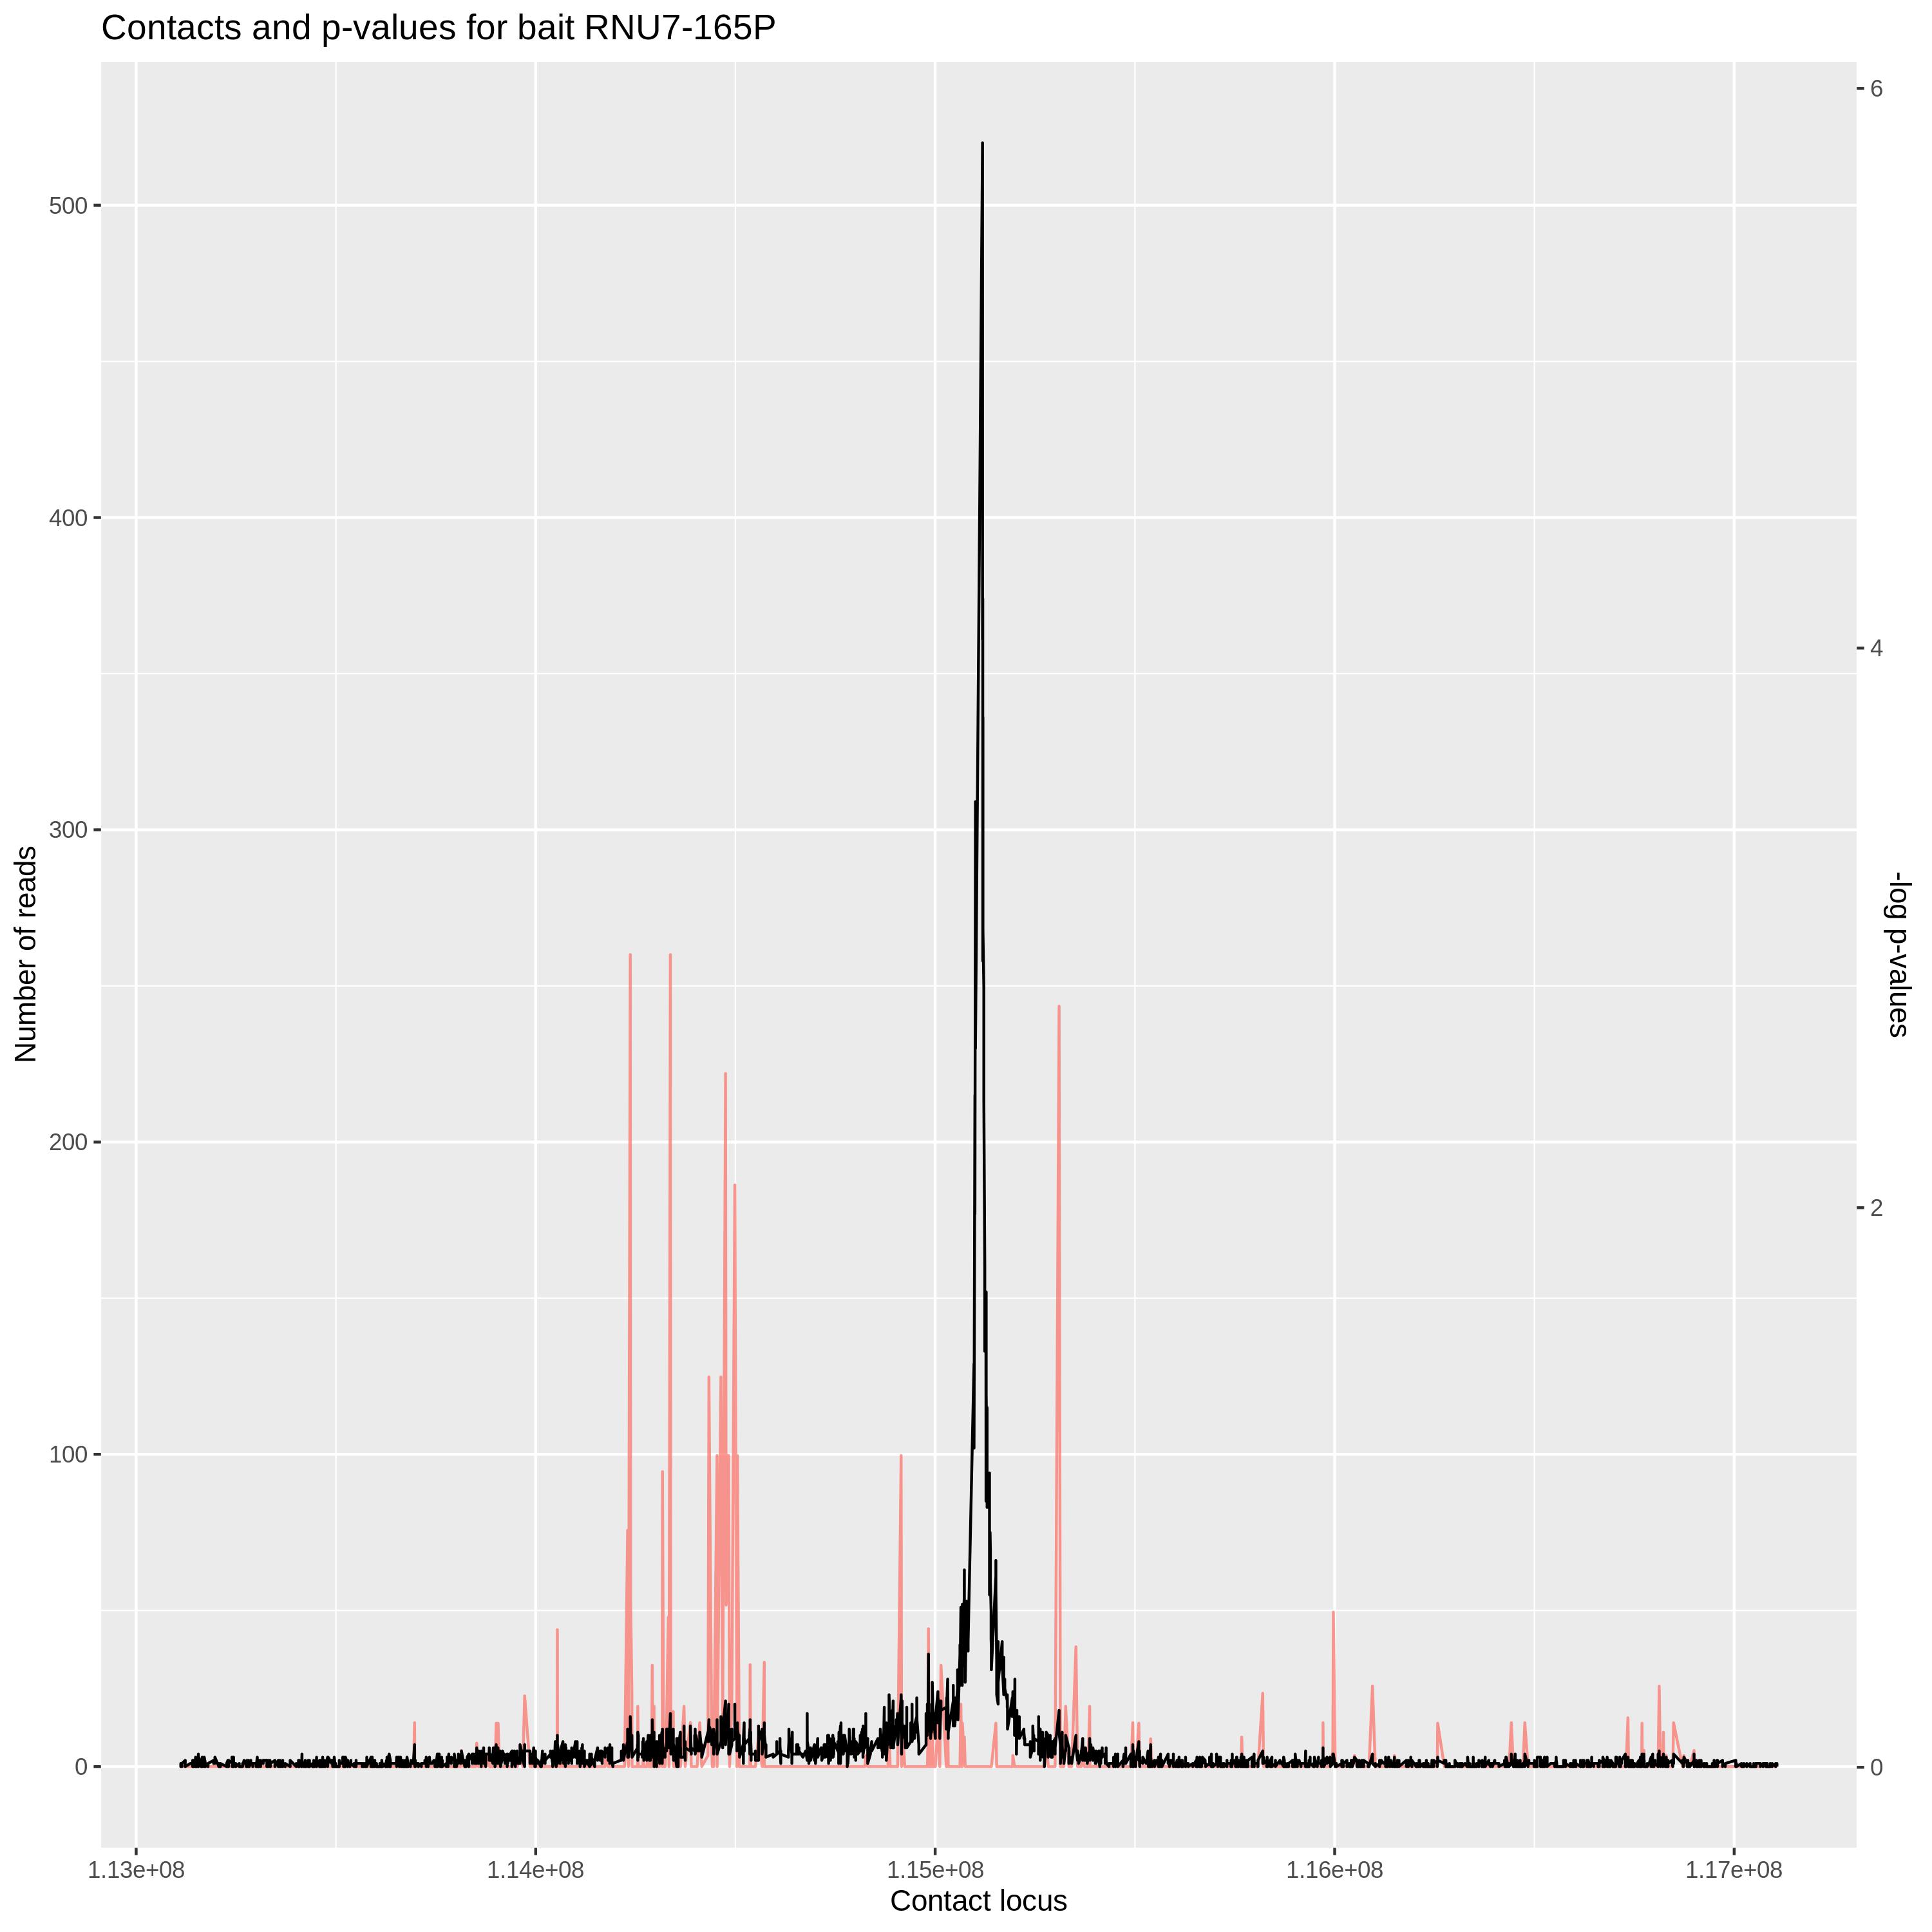 Contacts and p-values for bait RNU7-165P
Number of reads
500
400
300
200
100
0
6
4
2
0
-log p-values
1.13e+08 1.14e+08 1.15e+08 1.16e+08 1.17e+08
Contact locus